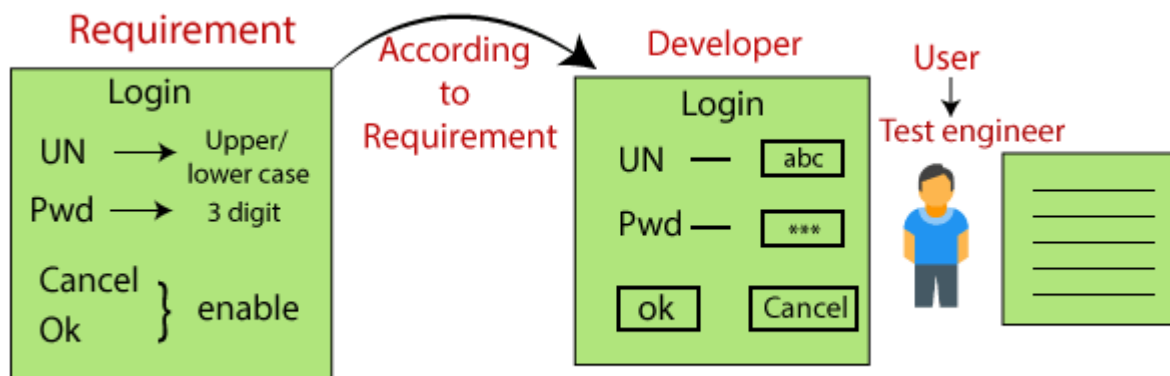 Requirement
Login
UN → Upper/
lower case
Pwd → 3 digit
Cancel
Ok
} enable
According
to
Requirement
Developer
Login
UN — abc
Pwd — ***
ok Cancel
User
Test engineer